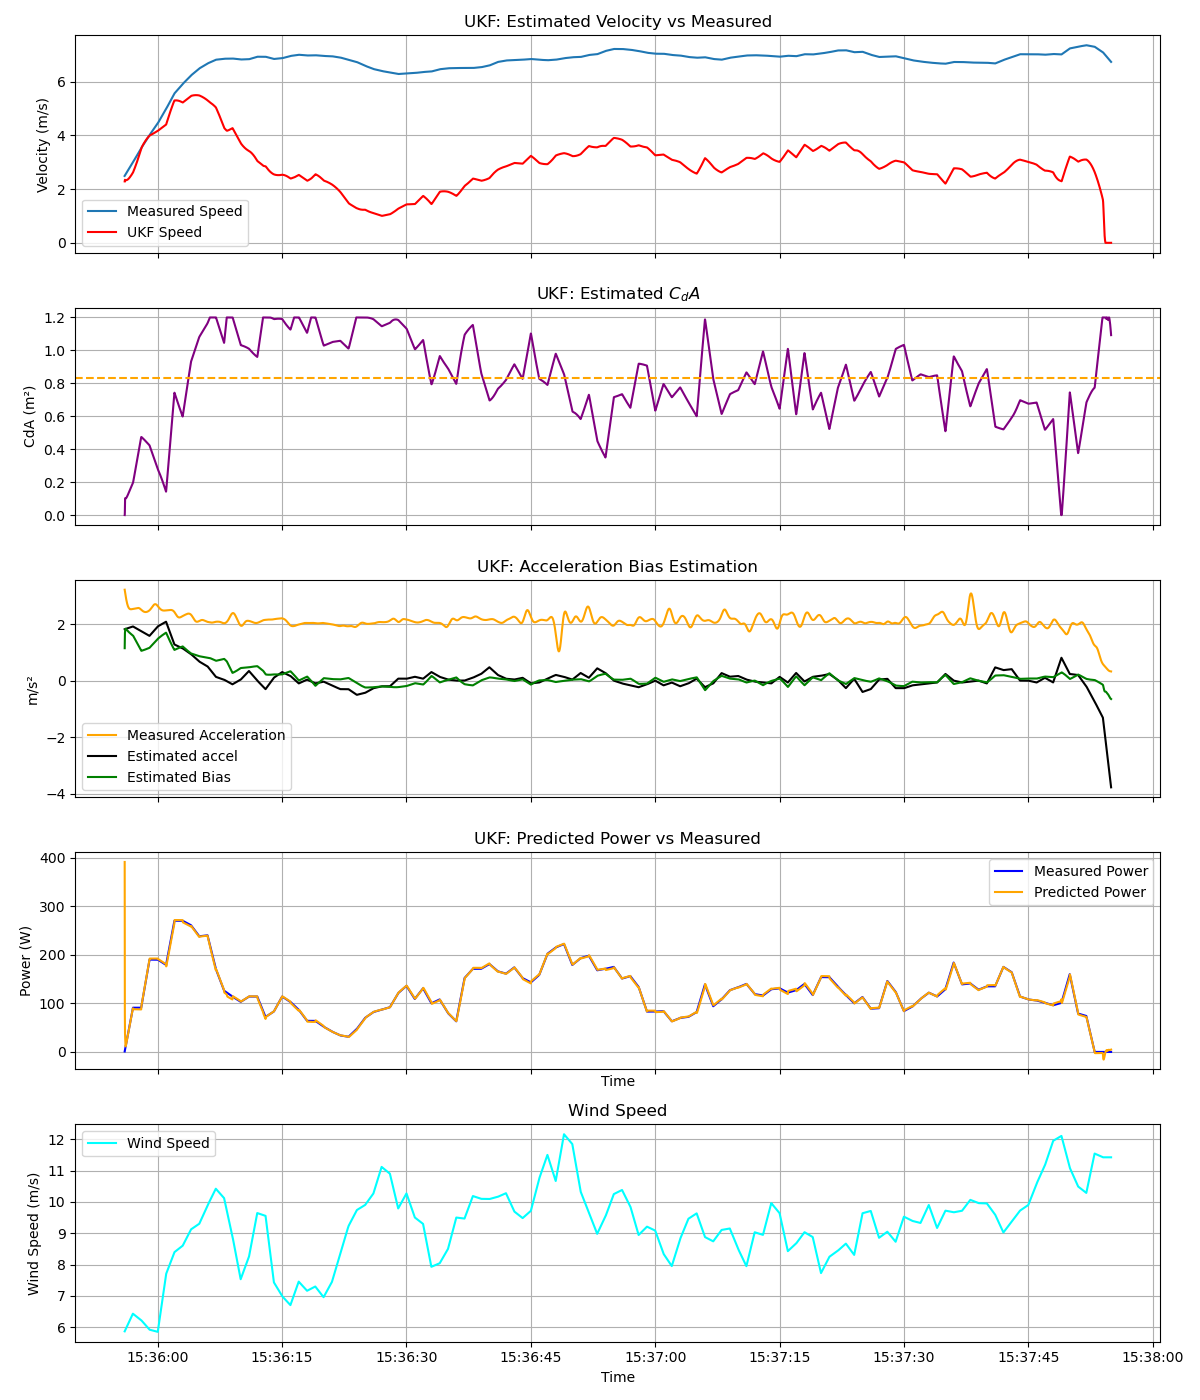 UKF: Estimated Velocity vs Measured
Velocity (m/s)
6
4
2
0
Measured Speed
UKF Speed
UKF: Estimated $C_dA$
CdA (m²)
1.2
1.0
0.8
0.6
0.4
0.2
0.0
UKF: Acceleration Bias Estimation
m/s²
2
0
−2
−4
Measured Acceleration
Estimated accel
Estimated Bias
UKF: Predicted Power vs Measured
Power (W)
400
300
200
100
0
Measured Power
Predicted Power
Time
Wind Speed
Wind Speed (m/s)
12
11
10
9
8
7
6
Wind Speed
15:36:00 15:36:15 15:36:30 15:36:45 15:37:00 15:37:15 15:37:30 15:37:45 15:38:00
Time